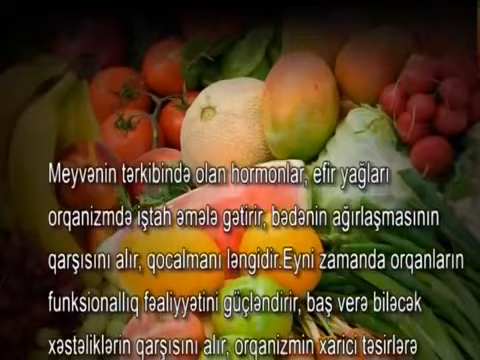 Meyvənin tərkibində olan hormonlar, efir yağları
orqanizmdə iştah əmələ gətirir, bədənin ağırlaşmasının
qarşısını alır, qocalmanı ləngidir.Eyni zamanda orqanların
funksionallıq fəaliyyətini güçləndirir, baş verə biləcək
xəstəliklərin qarşısını alır, orqanizmin xarici təsirlərə